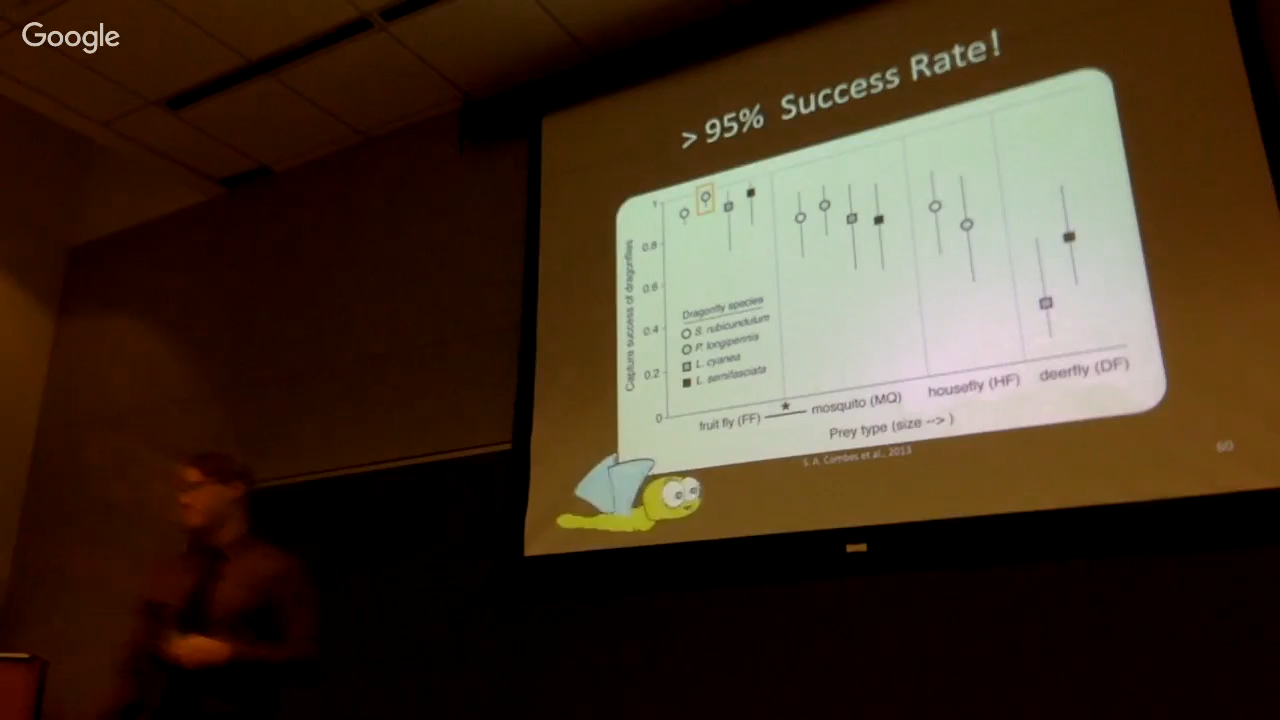 Google
> 95% Success Rate!
Capture success of dragonflies
1
0.8
0.6
0.4
0.2
0
Dragonfly species
S. rubicundulum
P. longipennis
L. cyanea
L. semifasciata
*
fruit fly (FF)
mosquito (MQ)
housefly (HF)
deerfly (DF)
Prey type (size --> )
S. A. Combes et al., 2013
60